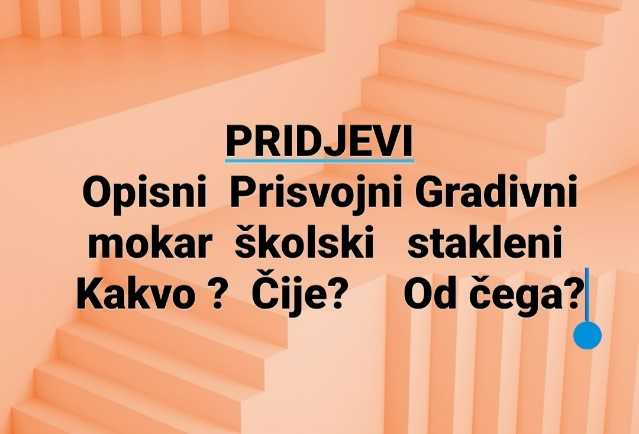 PRIDJEVI
Opisni Prisvojni Gradivni
mokar školski stakleni
Kakvo ? Čije? Od čega?